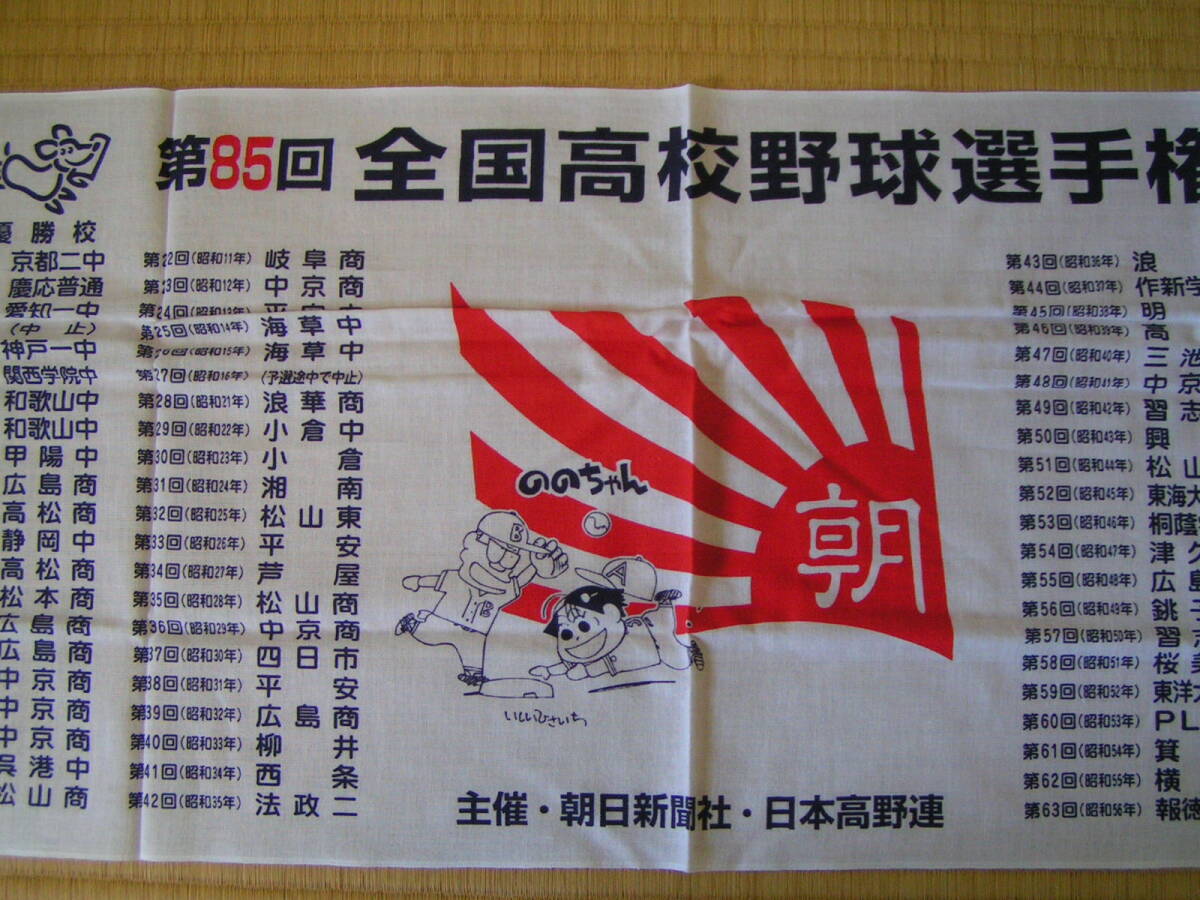 第85回 全国高校野球選手権
優勝校
京都二中
慶応普通
愛知一中
(中止)
神戸一中
関西学院中
和歌山中
和歌山中
甲陽中
広島商
高松商
静岡中
高松商
松本商
広島商
広島商
中京商
中京商
中京商
呉港中
松山商
第22回(昭和11年) 岐阜商
第23回(昭和12年) 中京商
第24回(昭和13年)
第25回(昭和14年) 海草中
第26回(昭和15年) 海草中
第27回(昭和16年) (予選途中で中止)
第28回(昭和21年) 浪華商
第29回(昭和22年) 小倉中
第30回(昭和23年) 小倉
第31回(昭和24年) 湘南
第32回(昭和25年) 松山東
第33回(昭和26年) 平安
第34回(昭和27年) 芦屋
第35回(昭和28年) 松山商
第36回(昭和29年) 中京商
第37回(昭和30年) 四日市
第38回(昭和31年) 平安
第39回(昭和32年) 広島商
第40回(昭和33年) 柳井
第41回(昭和34年) 西条
第42回(昭和35年) 法政二
ののちゃん
B
B
A
朝
いしいひさいち
主催・朝日新聞社・日本高野連
第43回(昭和36年) 浪
第44回(昭和37年) 作新学
第45回(昭和38年) 明
第46回(昭和39年) 高
第47回(昭和40年) 三池
第48回(昭和41年) 中京
第49回(昭和42年) 習志
第50回(昭和43年) 興
第51回(昭和44年) 松山
第52回(昭和45年) 東海大
第53回(昭和46年) 桐蔭
第54回(昭和47年) 津久
第55回(昭和48年) 広島
第56回(昭和49年) 銚子
第57回(昭和50年) 習志
第58回(昭和51年) 桜美
第59回(昭和52年) 東洋大
第60回(昭和53年) PL
第61回(昭和54年) 箕
第62回(昭和55年) 横
第63回(昭和56年) 報徳